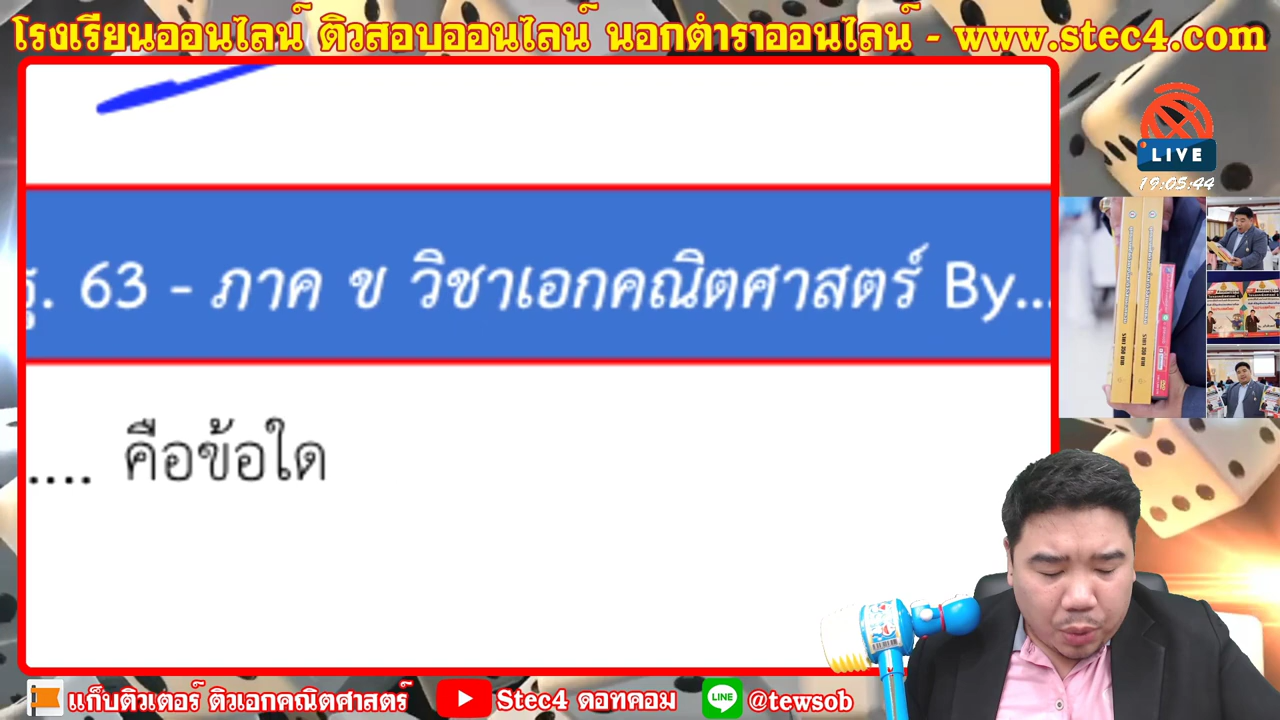 โรงเรียนออนไลน์ ติวสอบออนไลน์ นอกตำราออนไลน์ - www.stec4.com
LIVE
19:05:44
. 63 - ภาค ข วิชาเอกคณิตศาสตร์ By...
.... คือข้อใด
แก็บติวเตอร์ ติวเอกคณิตศาสตร์
Stec4 ดอทคอม
LINE
@tewsob